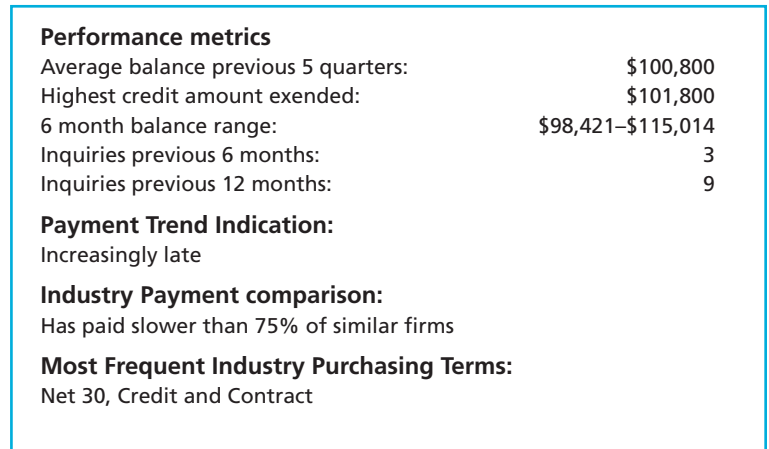 Performance metrics
Average balance previous 5 quarters: $100,800
Highest credit amount exended: $101,800
6 month balance range: $98,421–$115,014
Inquiries previous 6 months: 3
Inquiries previous 12 months: 9
Payment Trend Indication:
Increasingly late
Industry Payment comparison:
Has paid slower than 75% of similar firms
Most Frequent Industry Purchasing Terms:
Net 30, Credit and Contract